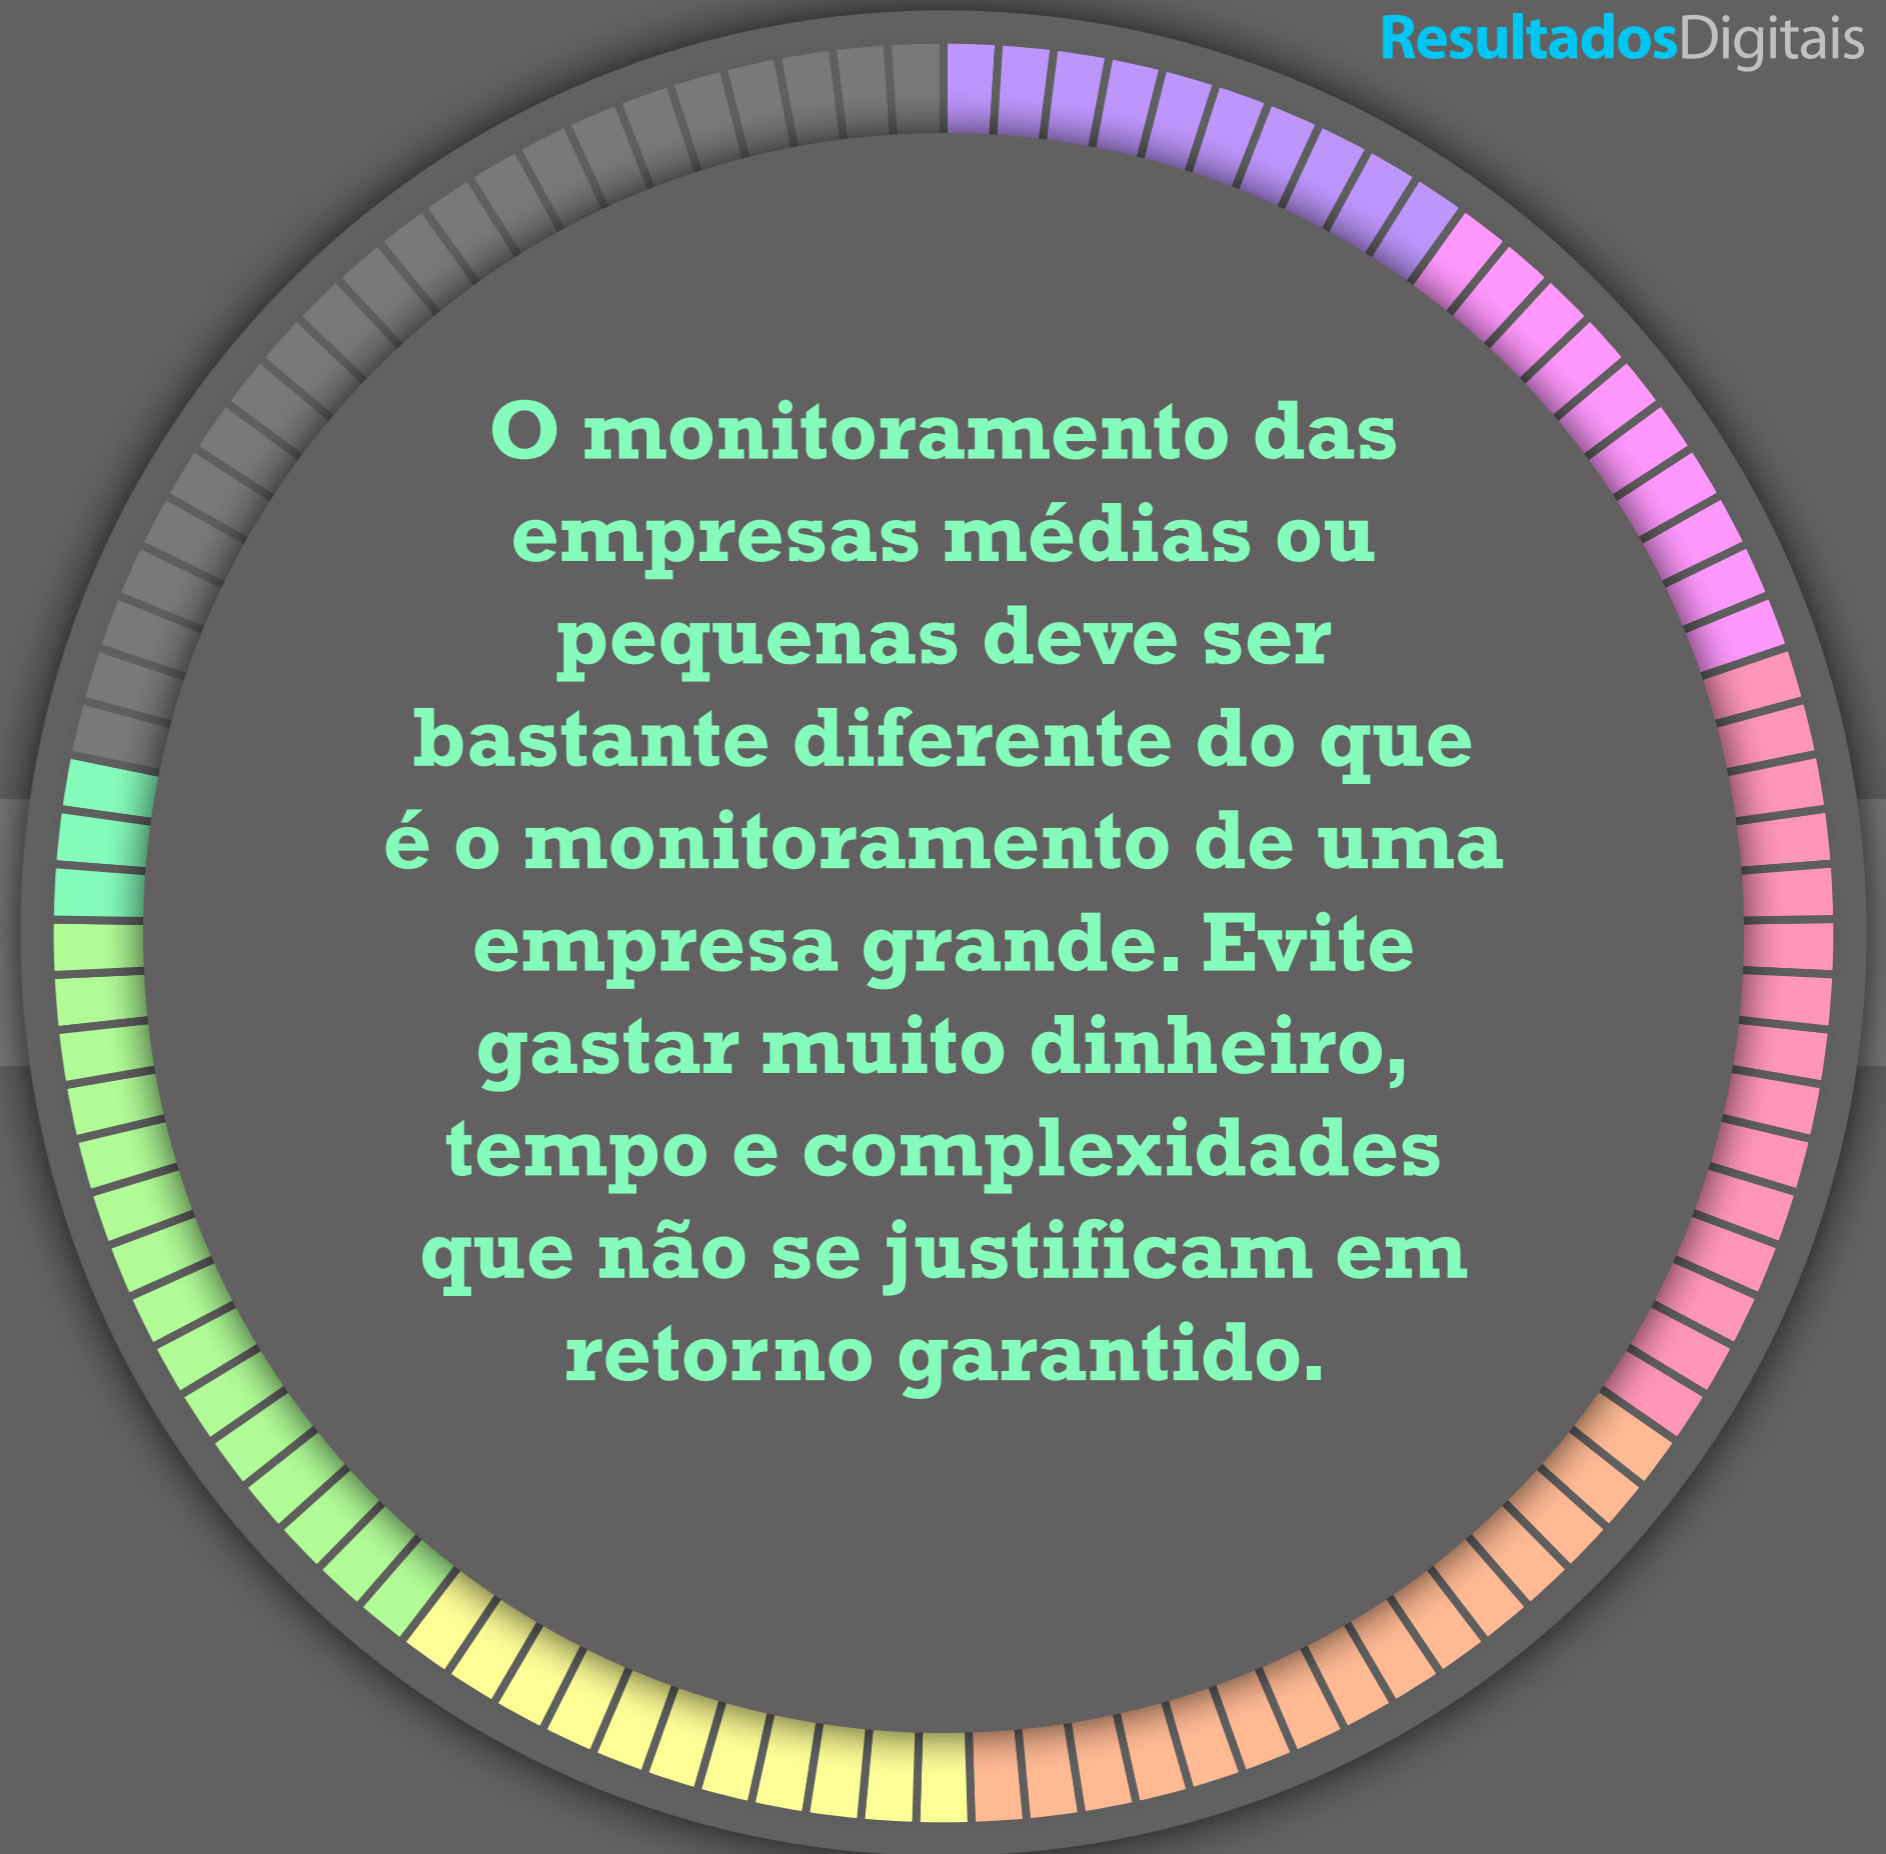 ResultadosDigitais
O monitoramento das
empresas médias ou
pequenas deve ser
bastante diferente do que
é o monitoramento de uma
empresa grande. Evite
gastar muito dinheiro,
tempo e complexidades
que não se justificam em
retorno garantido.